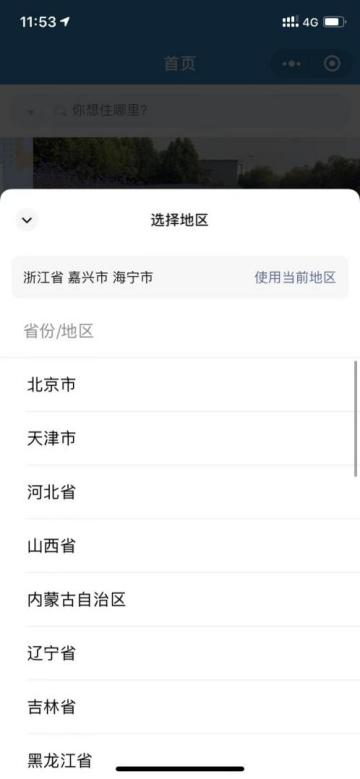 11:53
4G
首页
你想住哪里?
选择地区
浙江省 嘉兴市 海宁市 使用当前地区
省份/地区
北京市
天津市
河北省
山西省
内蒙古自治区
辽宁省
吉林省
黑龙江省